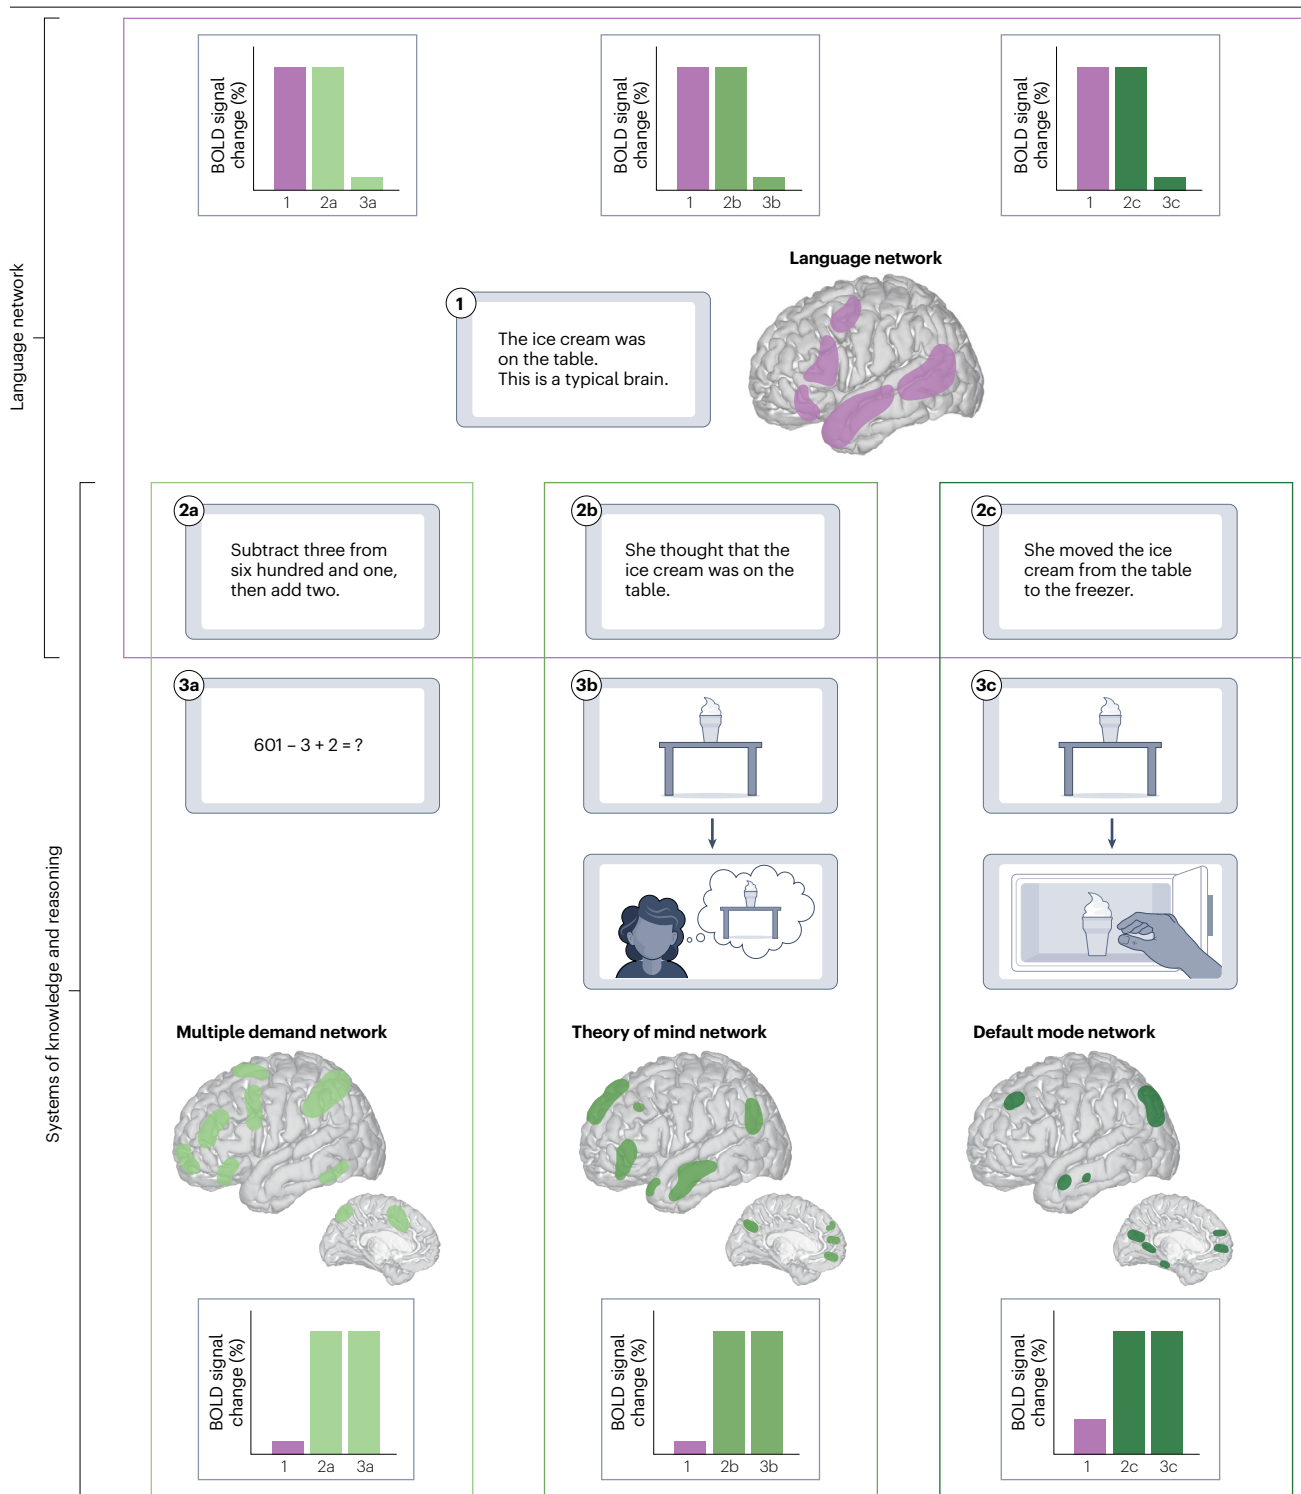 BOLD signal
change (%)
1 2a 3a
BOLD signal
change (%)
1 2b 3b
BOLD signal
change (%)
1 2c 3c
Language network
Language network
1
The ice cream was
on the table.
This is a typical brain.
2a
Subtract three from
six hundred and one,
then add two.
2b
She thought that the
ice cream was on the
table.
2c
She moved the ice
cream from the table
to the freezer.
Systems of knowledge and reasoning
3a
601 – 3 + 2 = ?
3b
3c
Multiple demand network
Theory of mind network
Default mode network
BOLD signal
change (%)
1 2a 3a
BOLD signal
change (%)
1 2b 3b
BOLD signal
change (%)
1 2c 3c